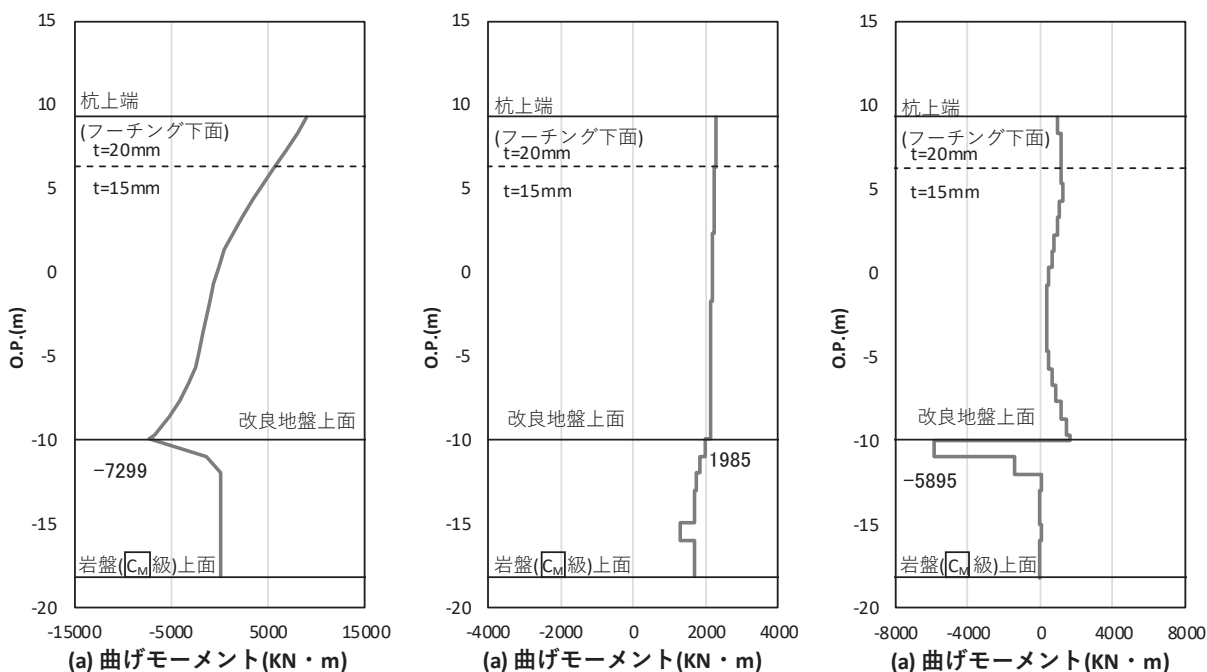 15
10
5
0
-5
-10
-15
-20
O.P.(m)
杭上端
(フーチング下面)
t=20mm
t=15mm
改良地盤上面
-7299
岩盤(CM級)上面
-15000 -5000 5000 15000
(a) 曲げモーメント(KN・m)
15
10
5
0
-5
-10
-15
-20
O.P.(m)
杭上端
(フーチング下面)
t=20mm
t=15mm
改良地盤上面
1985
岩盤(CM級)上面
-4000 -2000 0 2000 4000
(a) 曲げモーメント(KN・m)
15
10
5
0
-5
-10
-15
-20
O.P.(m)
杭上端
(フーチング下面)
t=20mm
t=15mm
改良地盤上面
-5895
岩盤(CM級)上面
-8000 -4000 0 4000 8000
(a) 曲げモーメント(KN・m)